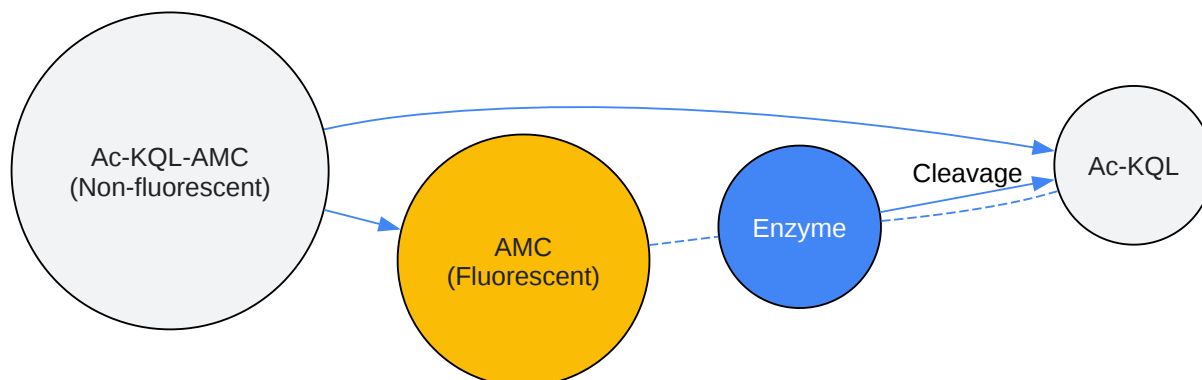 Ac-KQL-AMC
(Non-fluorescent)
AMC
(Fluorescent)
Enzyme
Cleavage
Ac-KQL